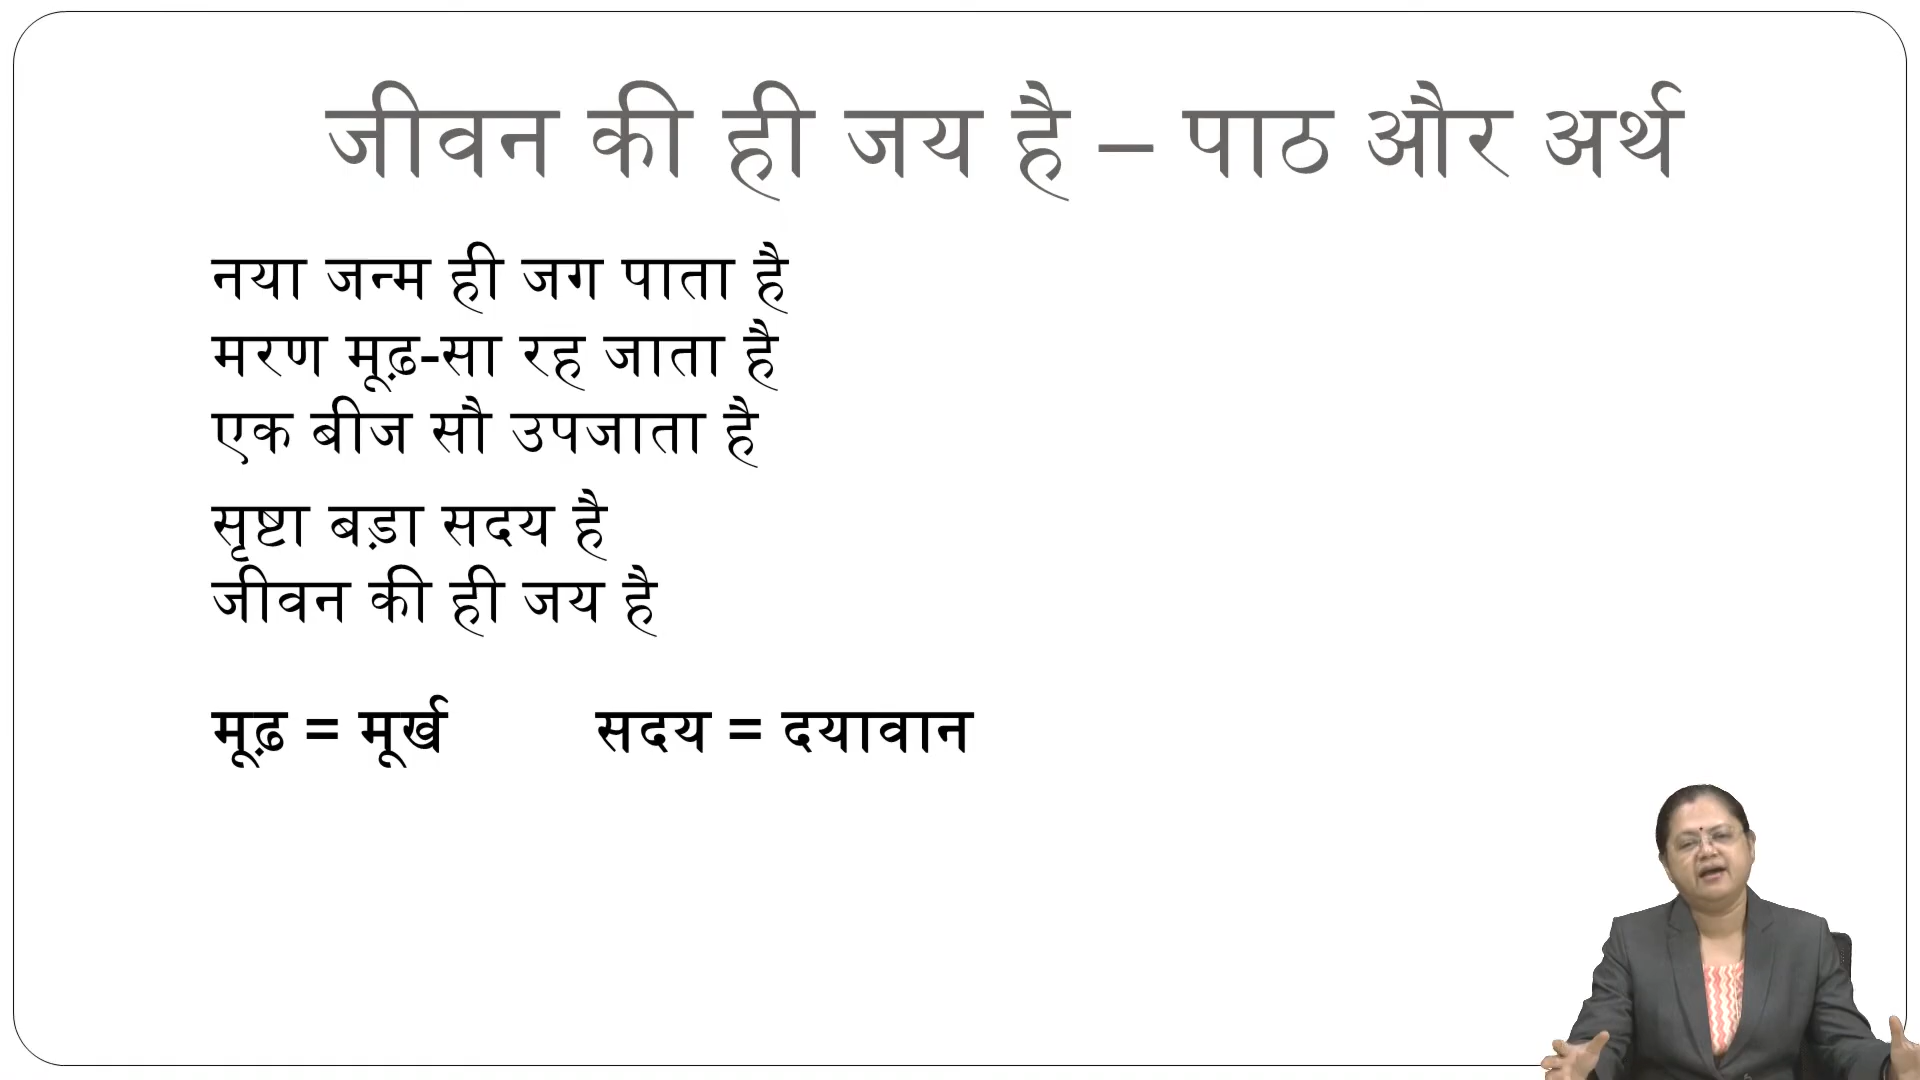 जीवन की ही जय है – पाठ और अर्थ
नया जन्म ही जग पाता है
मरण मूढ़-सा रह जाता है
एक बीज सौ उपजाता है
सृष्टा बड़ा सदय है
जीवन की ही जय है
मूढ़ = मूर्ख सदय = दयावान